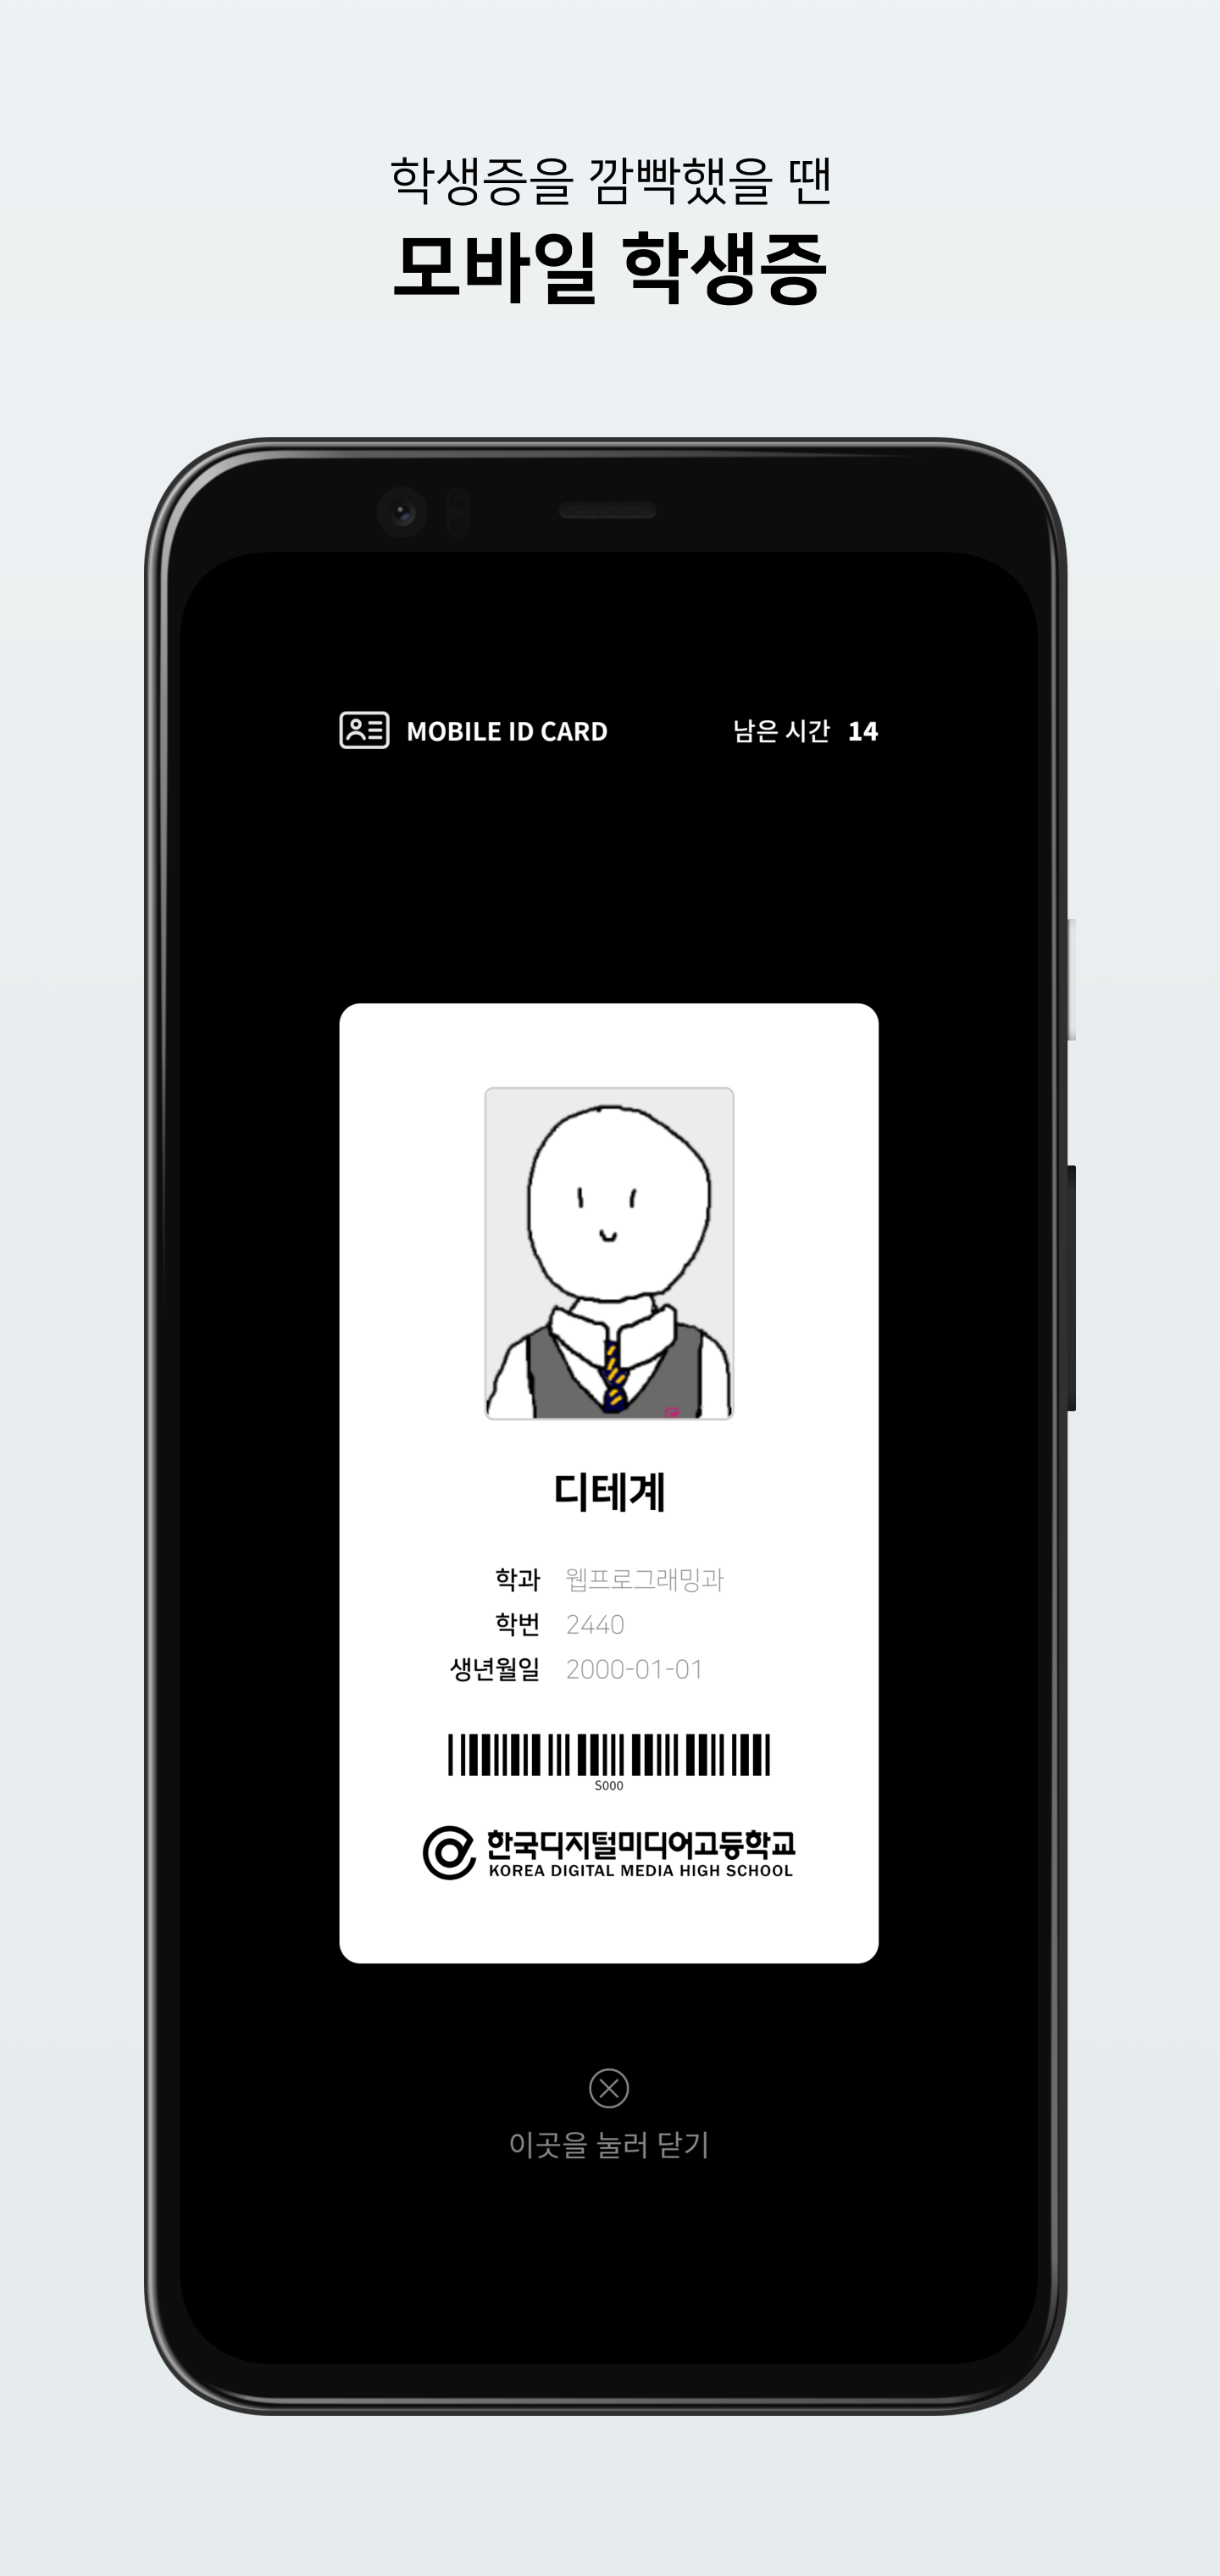 학생증을 깜빡했을 땐
모바일 학생증
MOBILE ID CARD 남은 시간 14
디테계
학과 웹프로그래밍과
학번 2440
생년월일 2000-01-01
S000
한국디지털미디어고등학교
KOREA DIGITAL MEDIA HIGH SCHOOL
이곳을 눌러 닫기